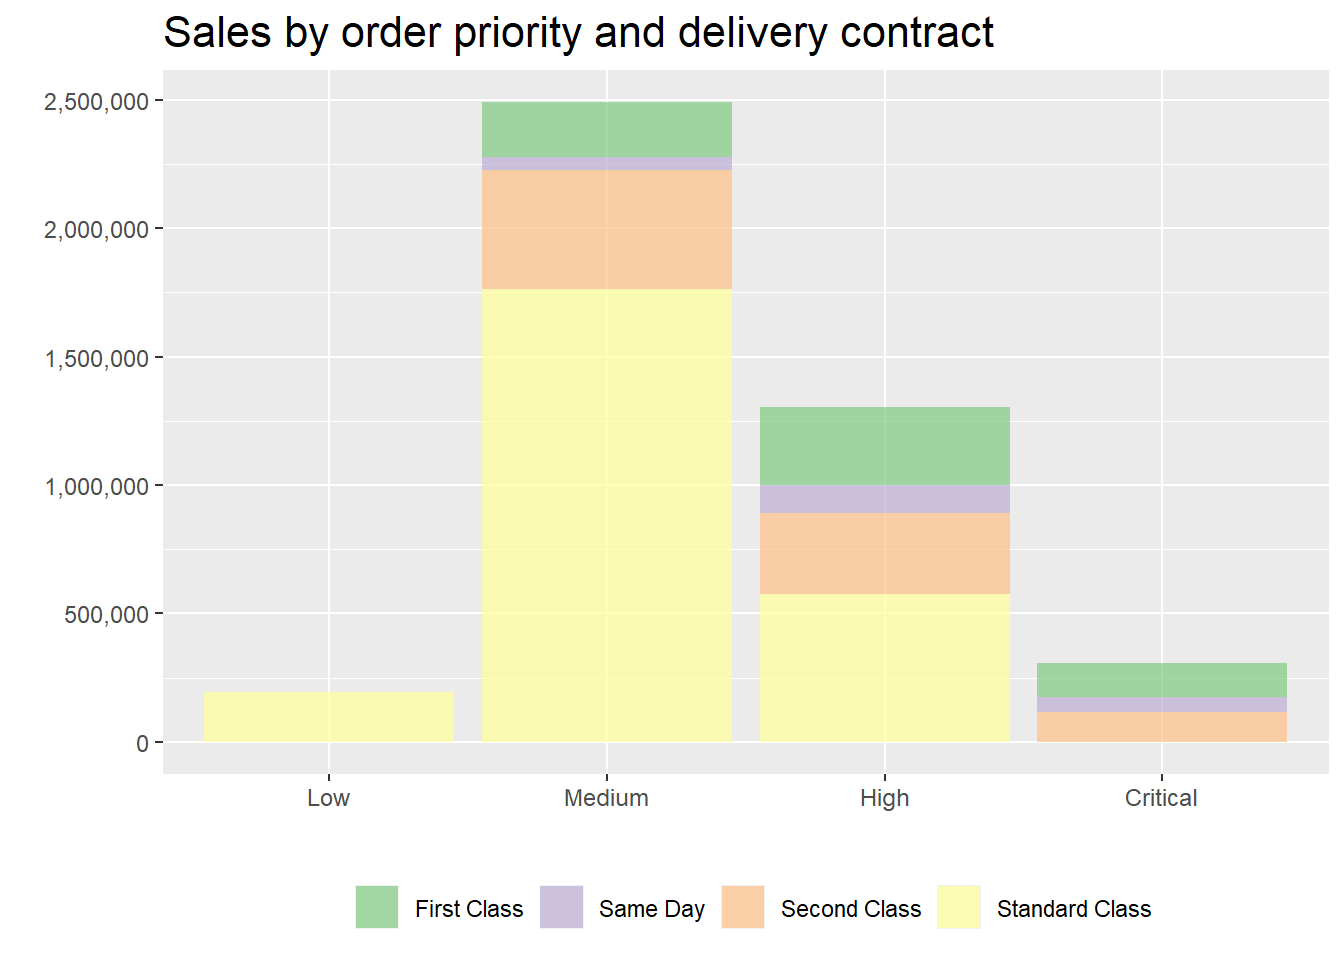 Sales by order priority and delivery contract
2,500,000
2,000,000
1,500,000
1,000,000
500,000
0
Low Medium High Critical
First Class Same Day Second Class Standard Class